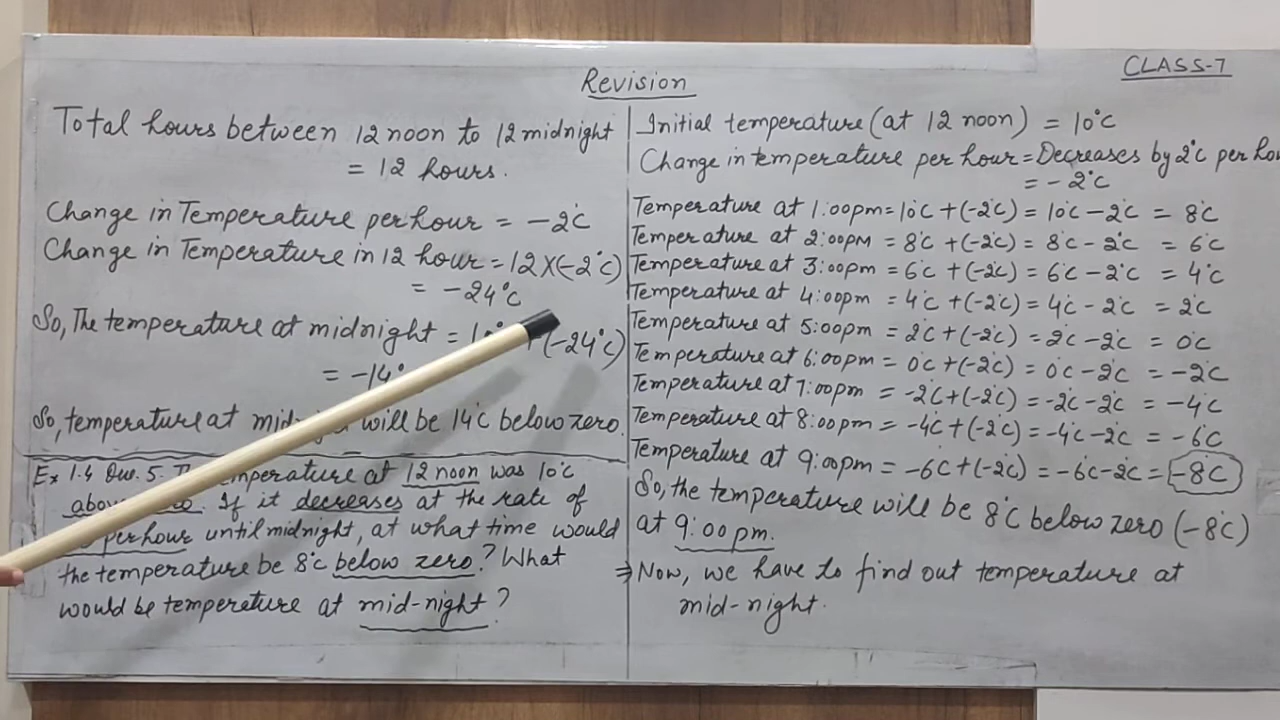 Revision
CLASS-7
Total hours between 12 noon to 12 midnight
= 12 hours.
Change in Temperature per hour = -2°C
Change in Temperature in 12 hour = 12 X (-2°C)
= -24°C
So, The temperature at midnight = 10° + (-24°C)
= -14°
So, temperature at mid will be 14°C below zero.
Ex 1.4 Que. 5. temperature at 12 noon was 10°C
above . If it decreases at the rate of
per hour until midnight, at what time would
the temperature be 8°C below zero? What
would be temperature at mid-night?
Initial temperature (at 12 noon) = 10°C
Change in temperature per hour = Decreases by 2°C per hou
= -2°C
Temperature at 1:00pm = 10°C + (-2°C) = 10°C - 2°C = 8°C
Temperature at 2:00pm = 8°C + (-2°C) = 8°C - 2°C = 6°C
Temperature at 3:00pm = 6°C + (-2°C) = 6°C - 2°C = 4°C
Temperature at 4:00pm = 4°C + (-2°C) = 4°C - 2°C = 2°C
Temperature at 5:00pm = 2°C + (-2°C) = 2°C - 2°C = 0°C
Temperature at 6:00pm = 0°C + (-2°C) = 0°C - 2°C = -2°C
Temperature at 7:00pm = -2°C + (-2°C) = -2°C - 2°C = -4°C
Temperature at 8:00pm = -4°C + (-2°C) = -4°C - 2°C = -6°C
Temperature at 9:00pm = -6°C + (-2°C) = -6°C - 2°C = -8°C
So, the temperature will be 8°C below zero (-8°C)
at 9:00 pm.
⇒ Now, we have to find out temperature at
mid-night.